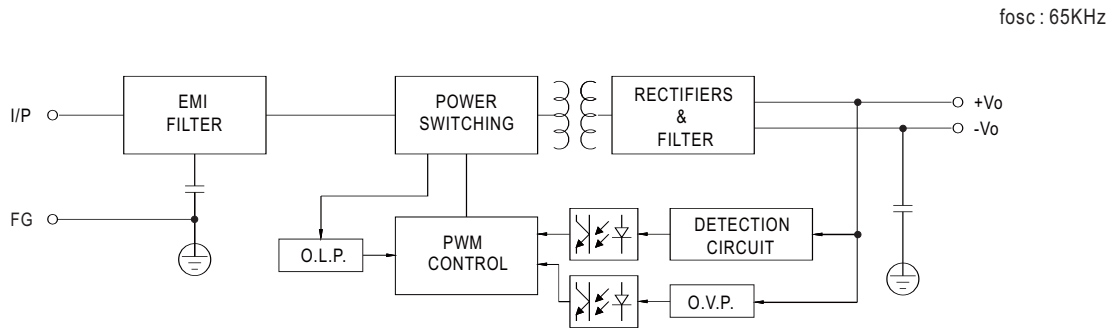 fosc : 65KHz
I/P
EMI
FILTER
POWER
SWITCHING
RECTIFIERS
&
FILTER
+Vo
-Vo
FG
O.L.P.
PWM
CONTROL
DETECTION
CIRCUIT
O.V.P.